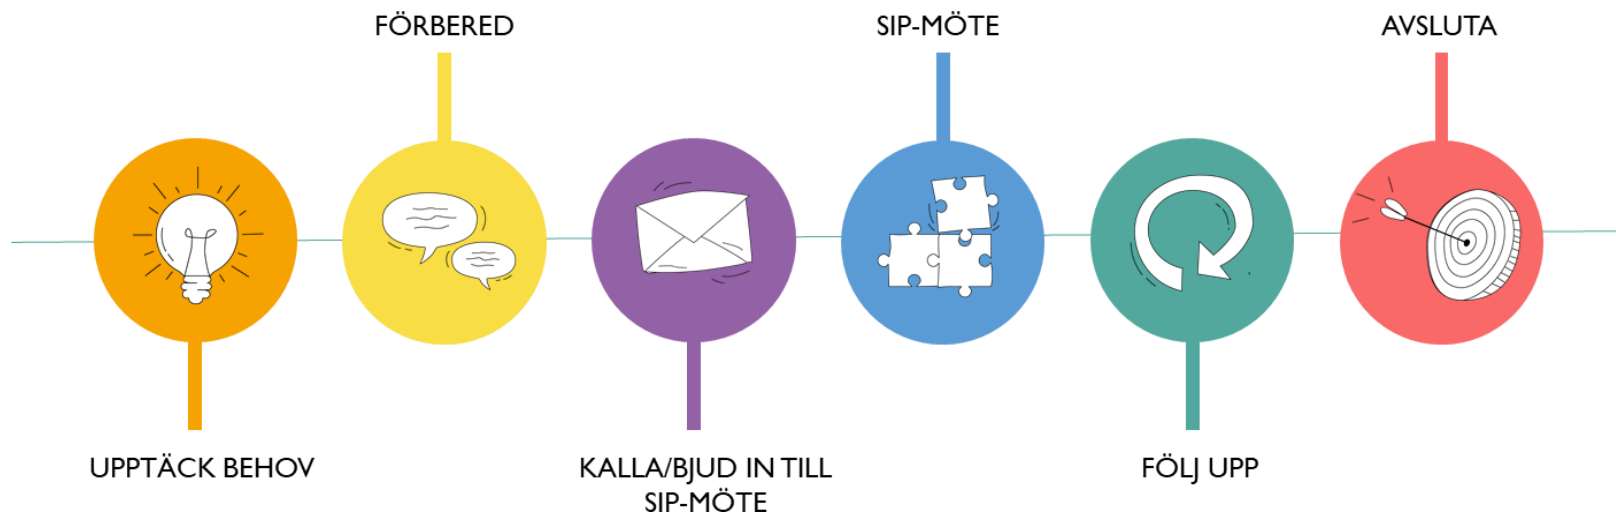 FÖRBERED
SIP-MÖTE
AVSLUTA
UPPTÄCK BEHOV
KALLA/BJUD IN TILL
SIP-MÖTE
FÖLJ UPP